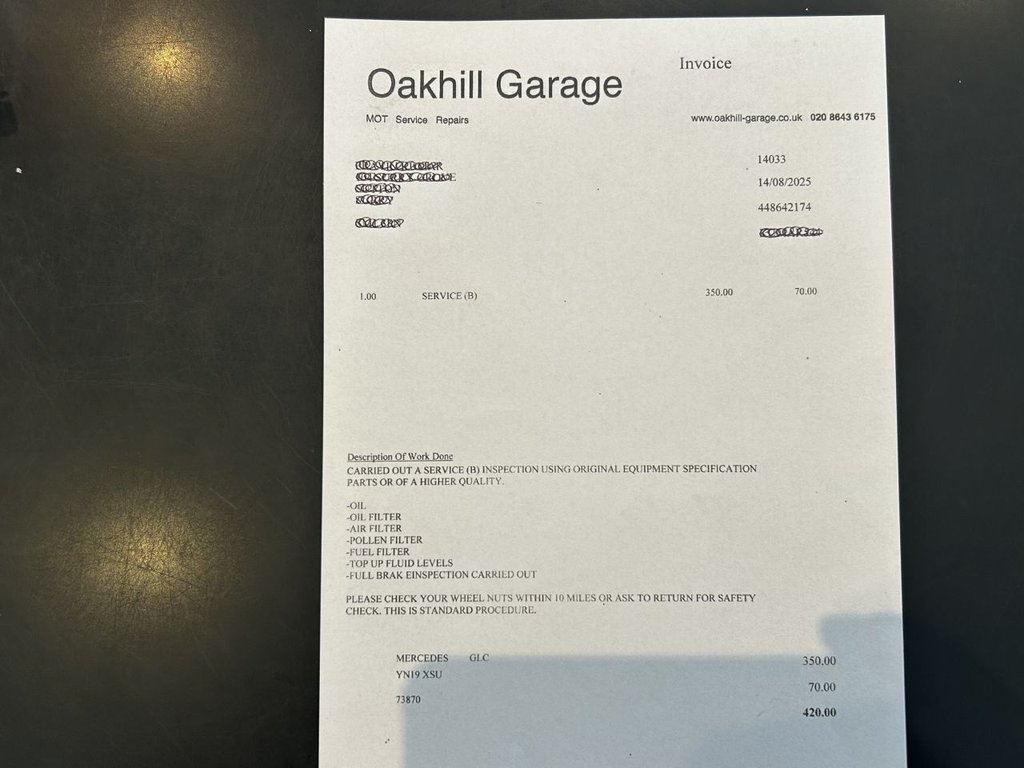 Invoice
Oakhill Garage
MOT Service Repairs
www.oakhill-garage.co.uk 020 8643 6175
14033
14/08/2025
448642174
1.00 SERVICE (B) 350.00 70.00
Description Of Work Done
CARRIED OUT A SERVICE (B) INSPECTION USING ORIGINAL EQUIPMENT SPECIFICATION
PARTS OR OF A HIGHER QUALITY.
-OIL
-OIL FILTER
-AIR FILTER
-POLLEN FILTER
-FUEL FILTER
-TOP UP FLUID LEVELS
-FULL BRAK EINSPECTION CARRIED OUT
PLEASE CHECK YOUR WHEEL NUTS WITHIN 10 MILES OR ASK TO RETURN FOR SAFETY
CHECK. THIS IS STANDARD PROCEDURE.
MERCEDES GLC 350.00
YN19 XSU
70.00
73870
420.00